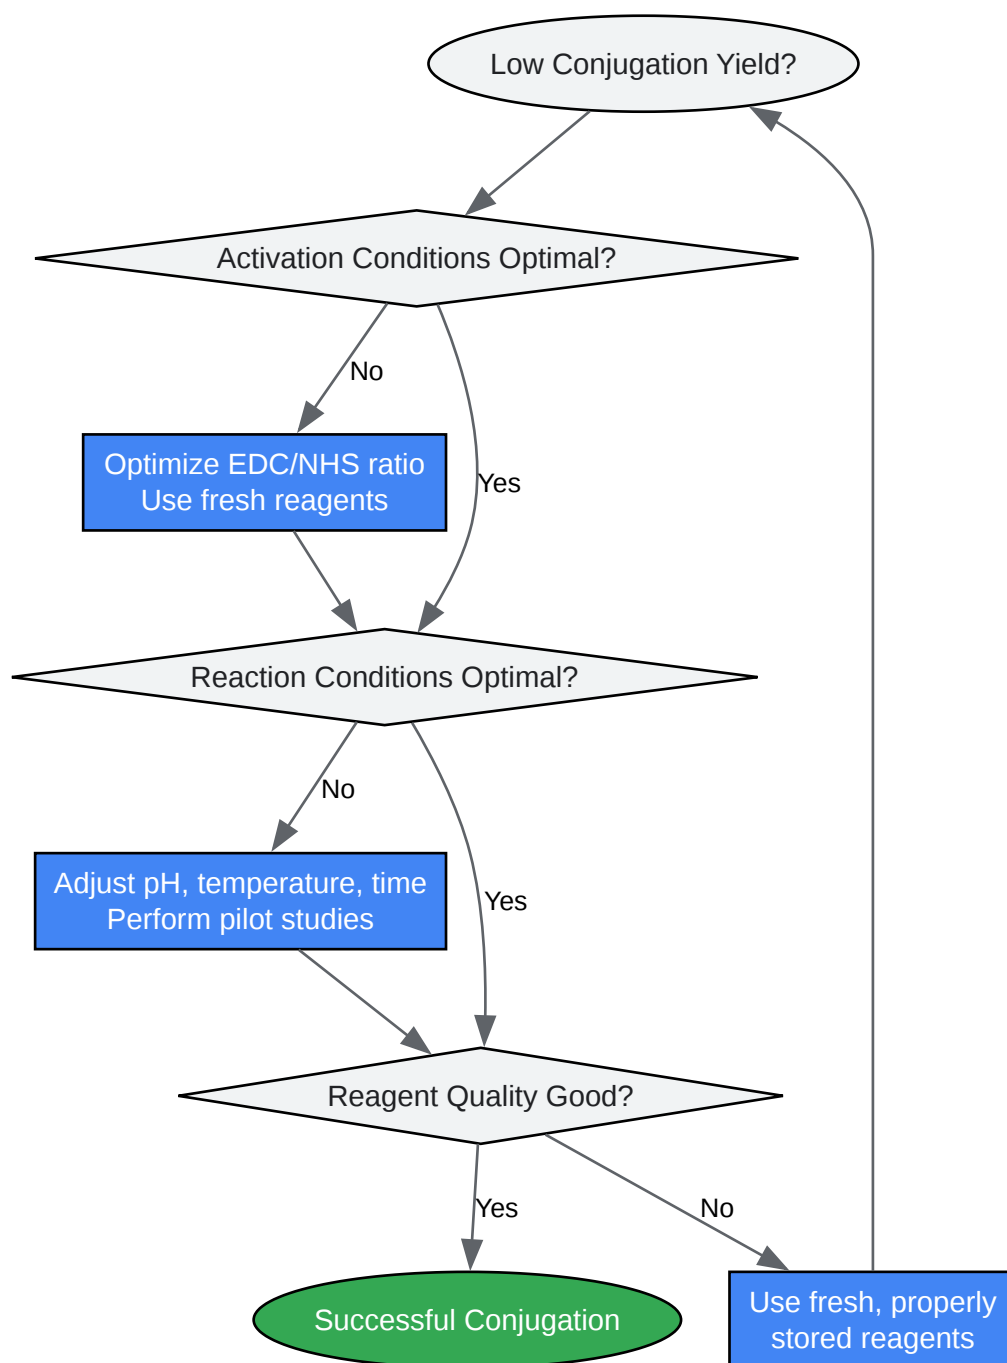 Low Conjugation Yield?
Activation Conditions Optimal?
No
Optimize EDC/NHS ratio
Use fresh reagents
Yes
Reaction Conditions Optimal?
No
Adjust pH, temperature, time
Perform pilot studies
Yes
Reagent Quality Good?
Yes
No
Successful Conjugation
Use fresh, properly
stored reagents